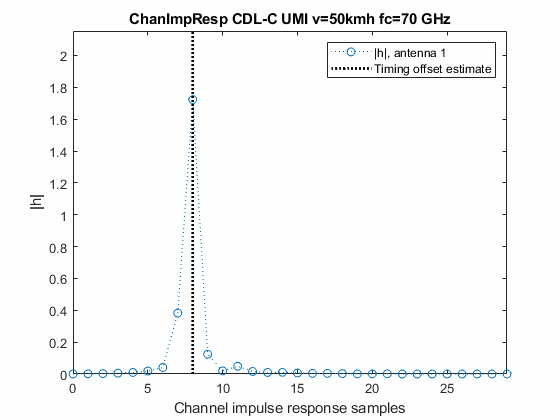 ChanImpResp CDL-C UMI v=50kmh fc=70 GHz
|h|, antenna 1
Timing offset estimate
2
1.8
1.6
1.4
1.2
1
0.8
0.6
0.4
0.2
0
|h|
0 5 10 15 20 25
Channel impulse response samples